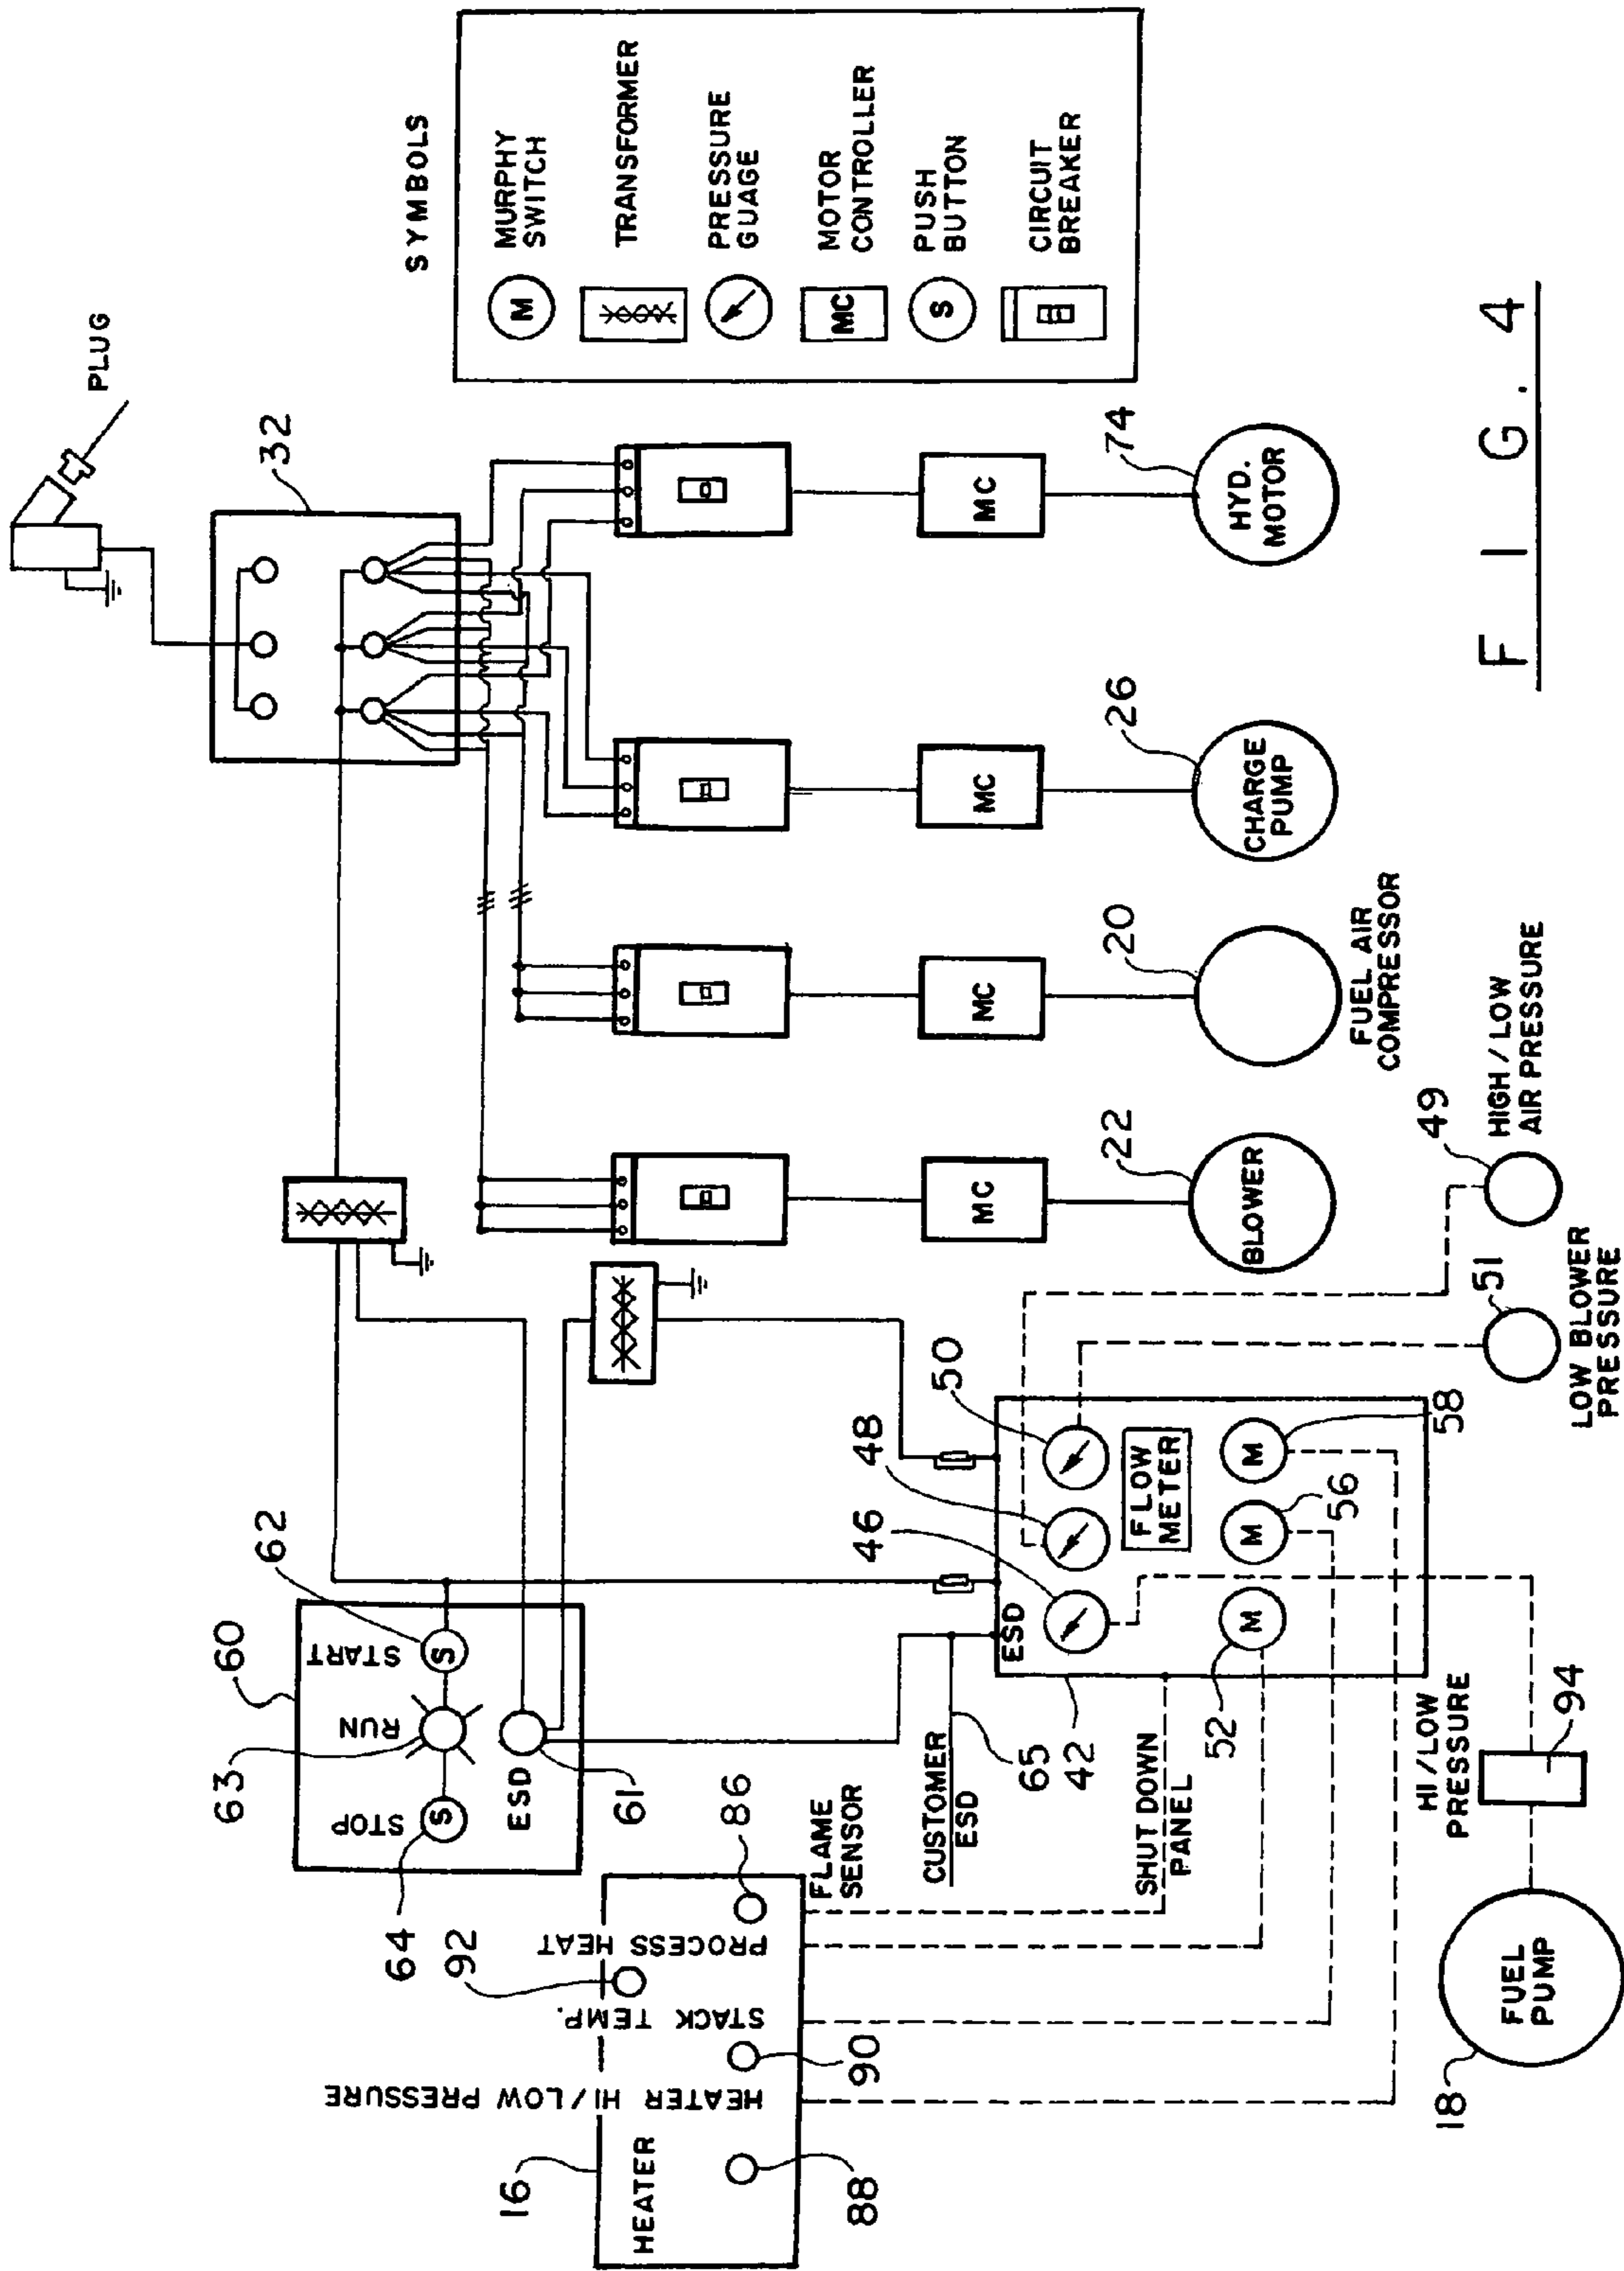 PLUG
32
60
62
START
RUN
63
STOP
S
S
64
ESD
61
16
HEATER
HEATER HI/LOW PRESSURE
STACK TEMP.
PROCESS HEAT
92
90
88
86
FLAME
SENSOR
CUSTOMER
ESD
65
42
SHUT DOWN
PANEL
ESD
46
48
50
FLOW
METER
M
M
M
52
56
58
HI/LOW
PRESSURE
94
FUEL
PUMP
18
LOW BLOWER
PRESSURE
51
HIGH/LOW
AIR PRESSURE
49
MC
MC
MC
MC
BLOWER
22
20
FUEL AIR
COMPRESSOR
CHARGE
PUMP
26
HYD.
MOTOR
74
SYMBOLS
M
MURPHY
SWITCH
TRANSFORMER
PRESSURE
GUAGE
MC
MOTOR
CONTROLLER
S
PUSH
BUTTON
CIRCUIT
BREAKER
FIG. 4